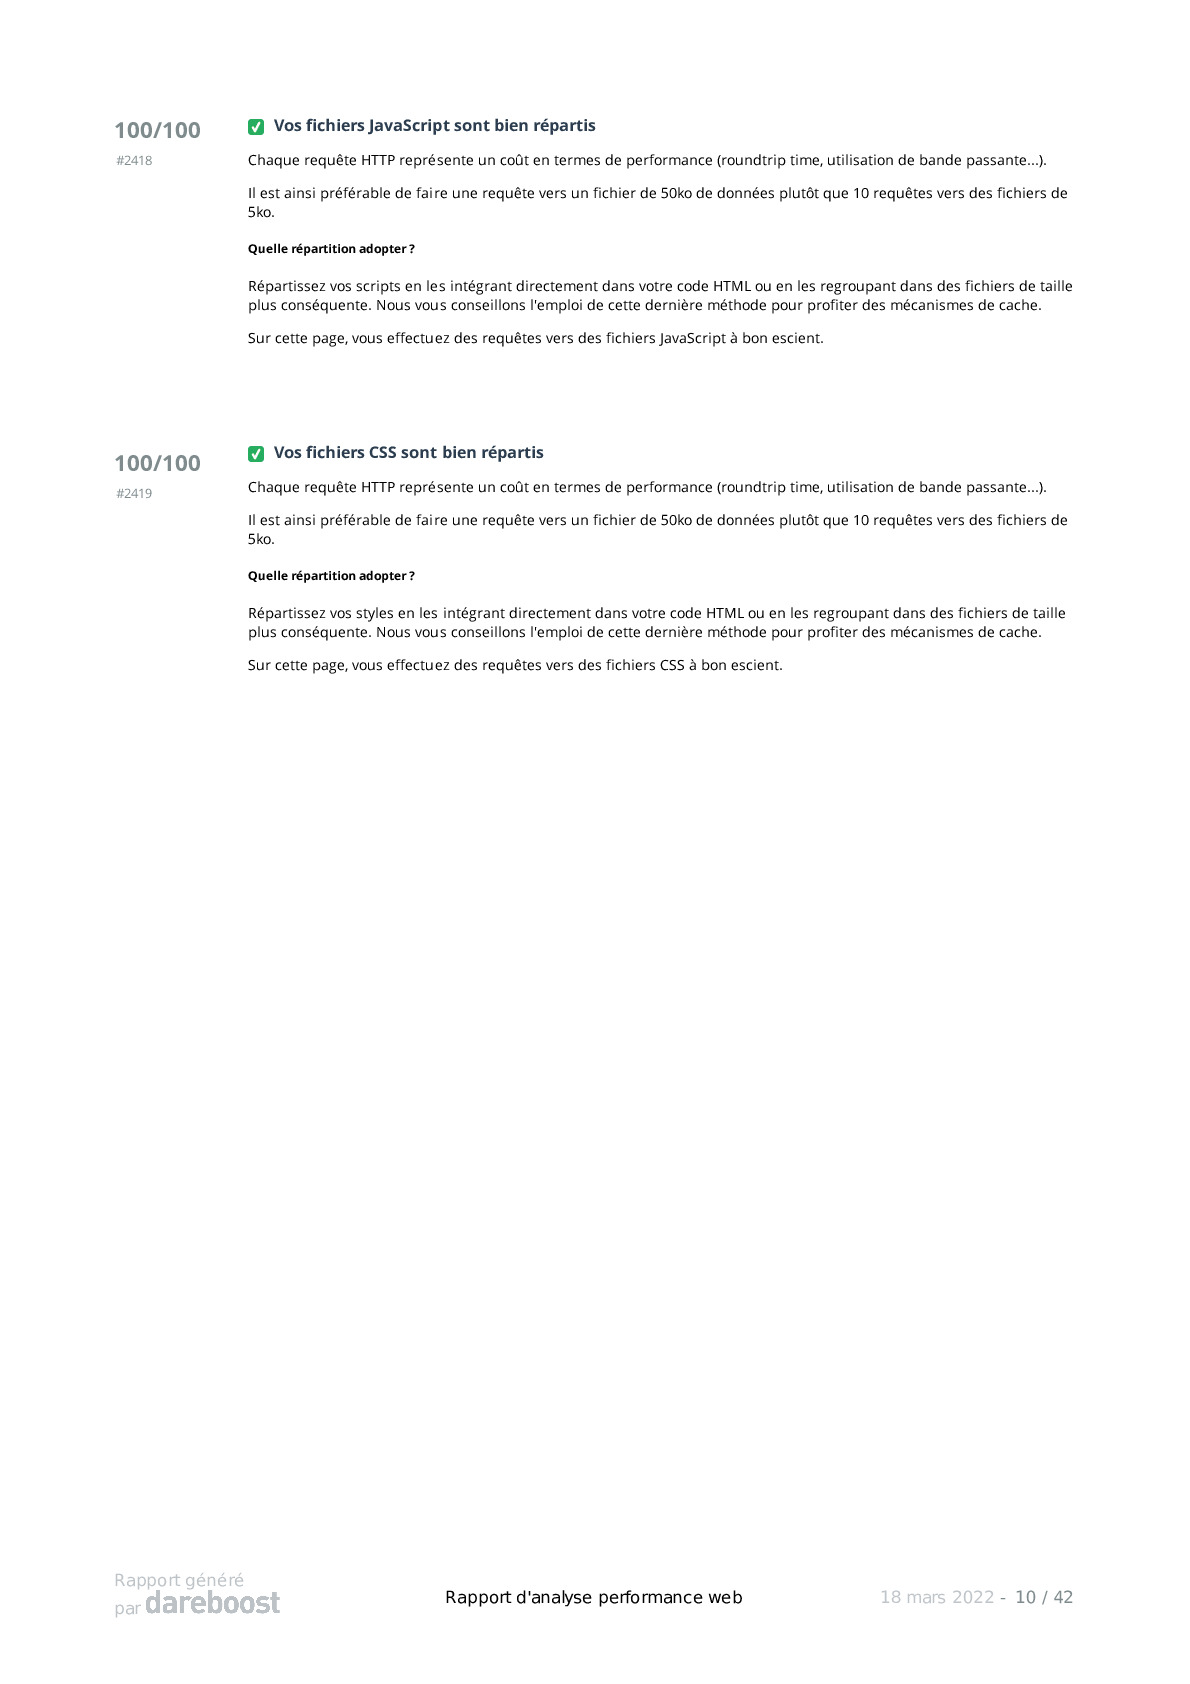 100/100
#2418
Vos fichiers JavaScript sont bien répartis
Chaque requête HTTP représente un coût en termes de performance (roundtrip time, utilisation de bande passante...).
Il est ainsi préférable de faire une requête vers un fichier de 50ko de données plutôt que 10 requêtes vers des fichiers de
5ko.
Quelle répartition adopter ?
Répartissez vos scripts en les intégrant directement dans votre code HTML ou en les regroupant dans des fichiers de taille
plus conséquente. Nous vous conseillons l'emploi de cette dernière méthode pour profiter des mécanismes de cache.
Sur cette page, vous effectuez des requêtes vers des fichiers JavaScript à bon escient.
100/100
#2419
Vos fichiers CSS sont bien répartis
Chaque requête HTTP représente un coût en termes de performance (roundtrip time, utilisation de bande passante...).
Il est ainsi préférable de faire une requête vers un fichier de 50ko de données plutôt que 10 requêtes vers des fichiers de
5ko.
Quelle répartition adopter ?
Répartissez vos styles en les intégrant directement dans votre code HTML ou en les regroupant dans des fichiers de taille
plus conséquente. Nous vous conseillons l'emploi de cette dernière méthode pour profiter des mécanismes de cache.
Sur cette page, vous effectuez des requêtes vers des fichiers CSS à bon escient.
Rapport généré
par dareboost
Rapport d'analyse performance web
18 mars 2022 - 10 / 42